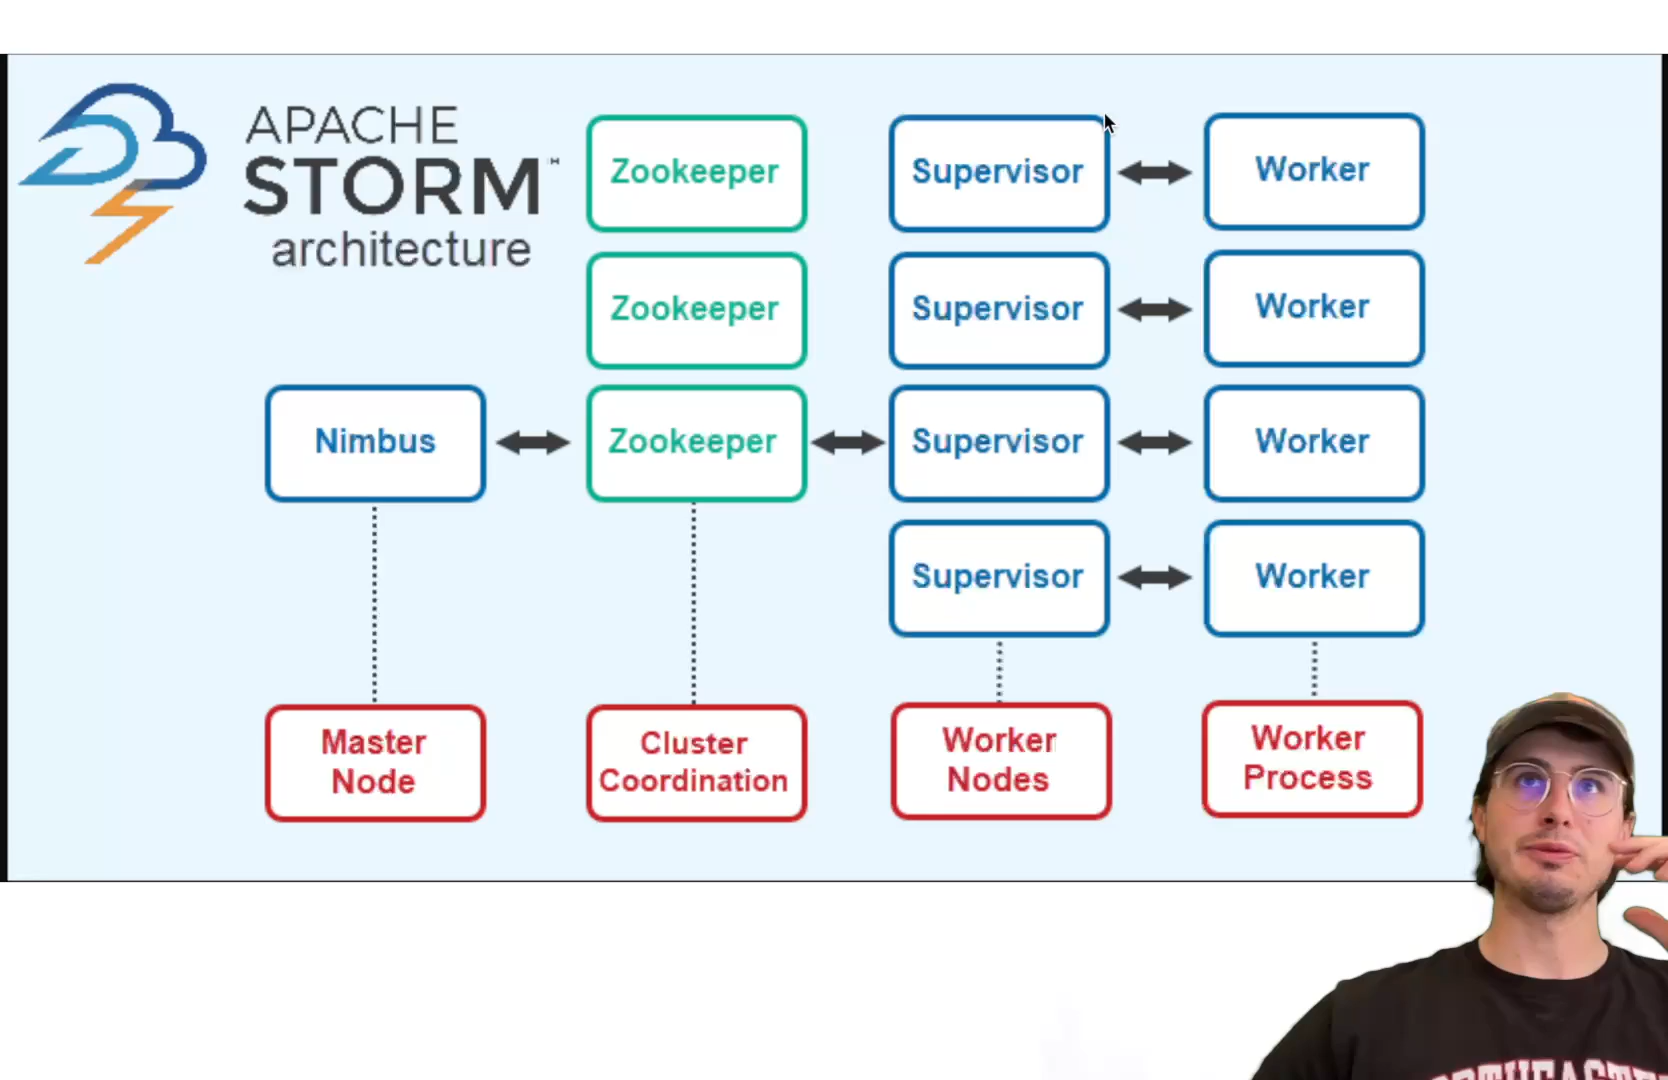 APACHE
STORM™
architecture
Zookeeper
Supervisor
Worker
Zookeeper
Supervisor
Worker
Nimbus
Zookeeper
Supervisor
Worker
Supervisor
Worker
Master
Node
Cluster
Coordination
Worker
Nodes
Worker
Process